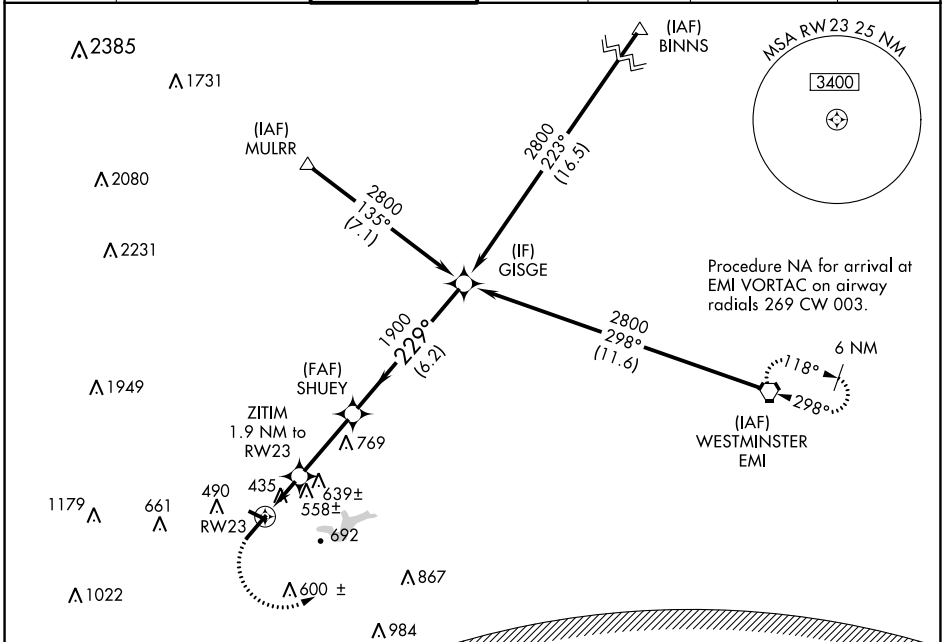 2385
1731
(IAF)
BINNS
MSA RW23 25 NM
3400
(IAF)
MULRR
2800
223°
(16.5)
2080
2800
135°
(7.1)
2231
(IF)
GISGE
Procedure NA for arrival at
EMI VORTAC on airway
radials 269 CW 003.
1900
229°
(6.2)
2800
298°
(11.6)
6 NM
118°
298°
(FAF)
SHUEY
1949
ZITIM
1.9 NM to
RW23
769
(IAF)
WESTMINSTER
EMI
435
639±
490
558±
1179
661
RW23
692
867
600 ±
1022
984